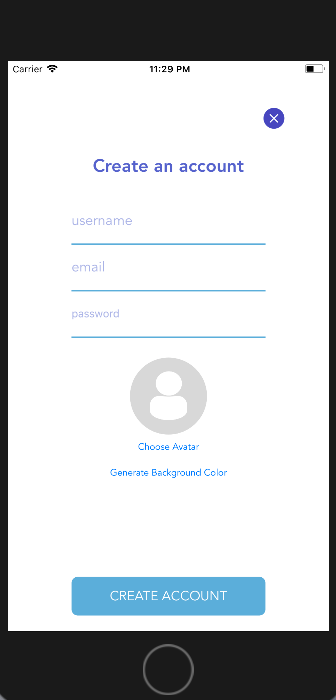 Carrier 11:29 PM
Create an account
username
email
password
Choose Avatar
Generate Background Color
CREATE ACCOUNT